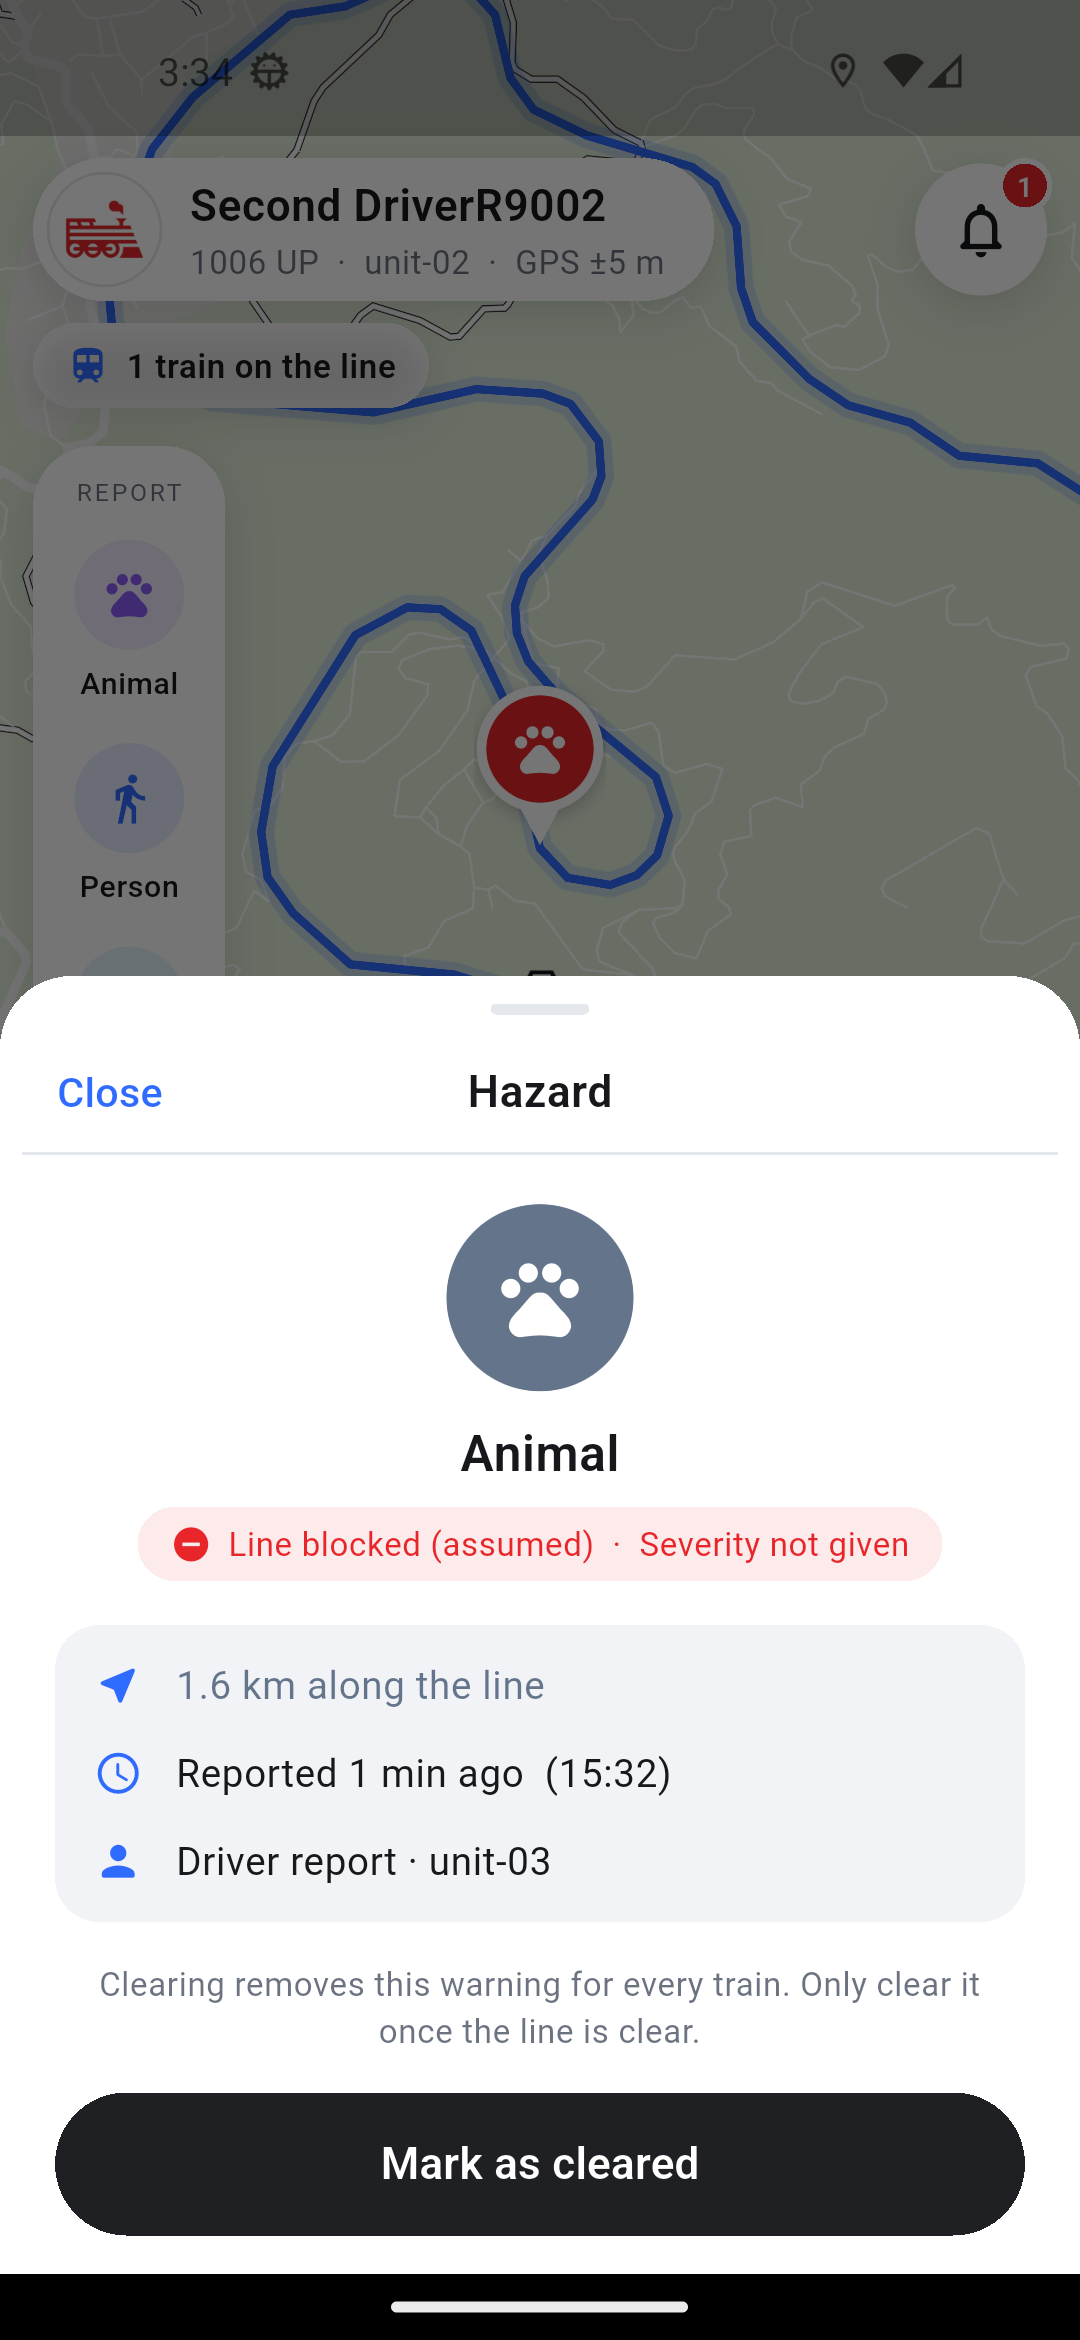 3:34
Second DriverR9002
1006 UP · unit-02 · GPS ±5 m
1
1 train on the line
REPORT
Animal
Person
Close
Hazard
Animal
Line blocked (assumed) · Severity not given
1.6 km along the line
Reported 1 min ago (15:32)
Driver report · unit-03
Clearing removes this warning for every train. Only clear it
once the line is clear.
Mark as cleared